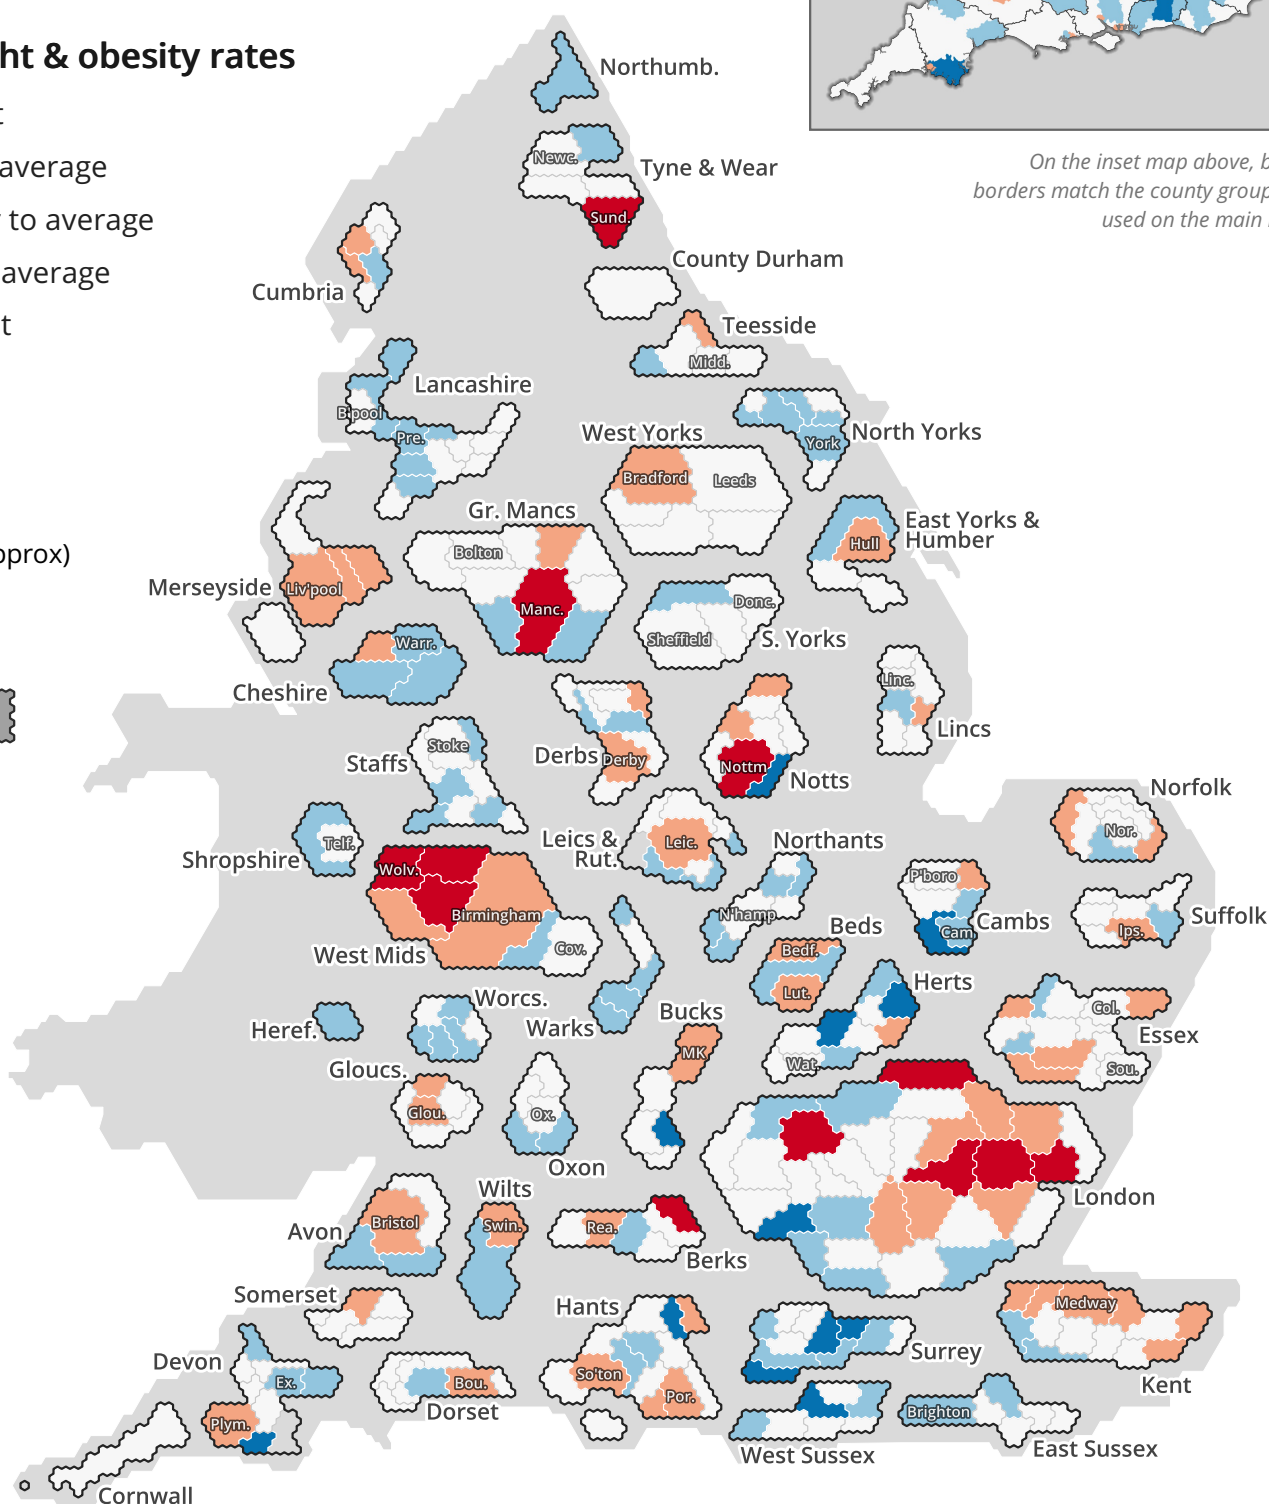 ht & obesity rates
t
average
to average
average
t
pprox)
On the inset map above, b
borders match the county group
used on the main
Northumb.
Newc.
Tyne & Wear
Sund.
County Durham
Cumbria
Teesside
Midd.
Lancashire
B'pool
Pre.
West Yorks
North Yorks
York
Bradford
Leeds
Gr. Mancs
East Yorks &
Humber
Hull
Bolton
Merseyside
Liv'pool
Manc.
Donc.
Sheffield
S. Yorks
Warr.
Cheshire
Linc.
Lincs
Stoke
Staffs
Derbs
Derby
Nottm
Notts
Norfolk
Nor.
Shropshire
Telf.
Leics &
Rut.
Leic.
Northants
Wolv.
P'boro
Birmingham
N'hamp
Cambs
Cam.
Suffolk
Ips.
West Mids
Cov.
Beds
Bedf.
Lut.
Herts
Worcs.
Warks
Bucks
Heref.
MK
Col.
Essex
Wat.
Sou.
Gloucs.
Glou.
Ox.
Oxon
London
Wilts
Avon
Bristol
Swin.
Rea.
Berks
Somerset
Hants
Medway
Devon
Ex.
Surrey
So'ton
Kent
Bou.
Por.
Dorset
Plym.
Brighton
West Sussex
East Sussex
Cornwall